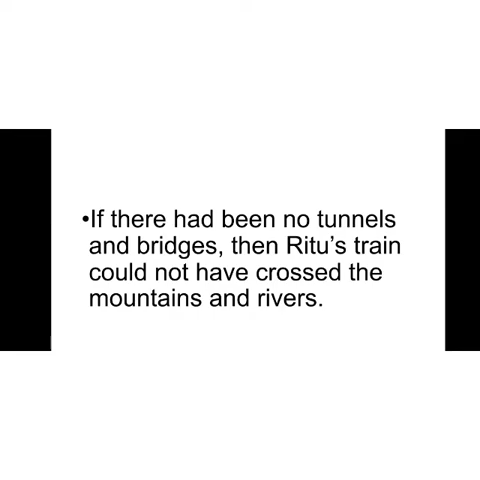 •If there had been no tunnels
and bridges, then Ritu’s train
could not have crossed the
mountains and rivers.